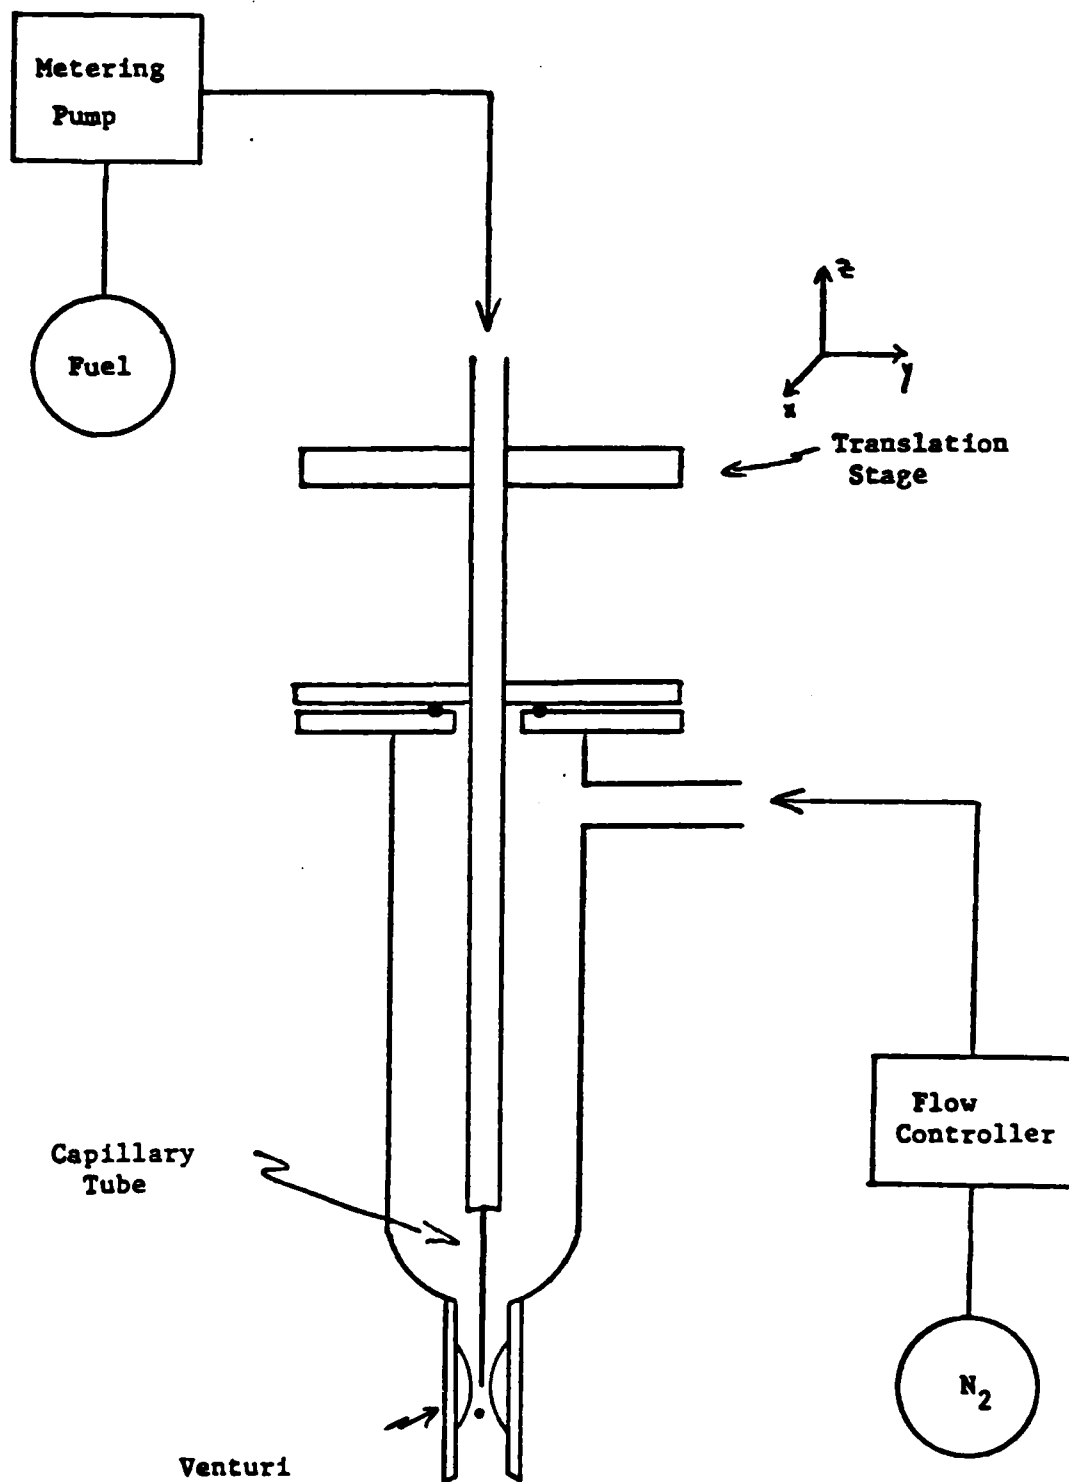 Metering
Pump
Fuel
z
y
x
Translation
Stage
Flow
Controller
Capillary
Tube
N2
Venturi